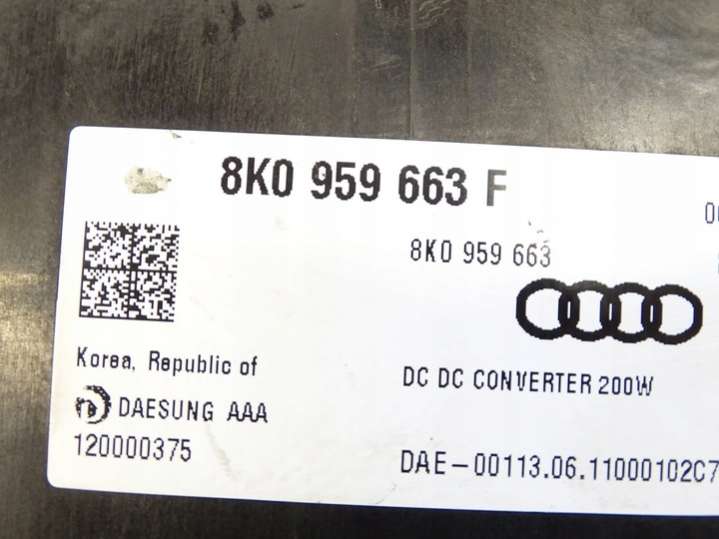 8K0 959 663 F
8K0 959 663
Korea, Republic of
DC DC CONVERTER 200W
DAESUNG AAA
120000375
DAE-00113.06.11000102C7